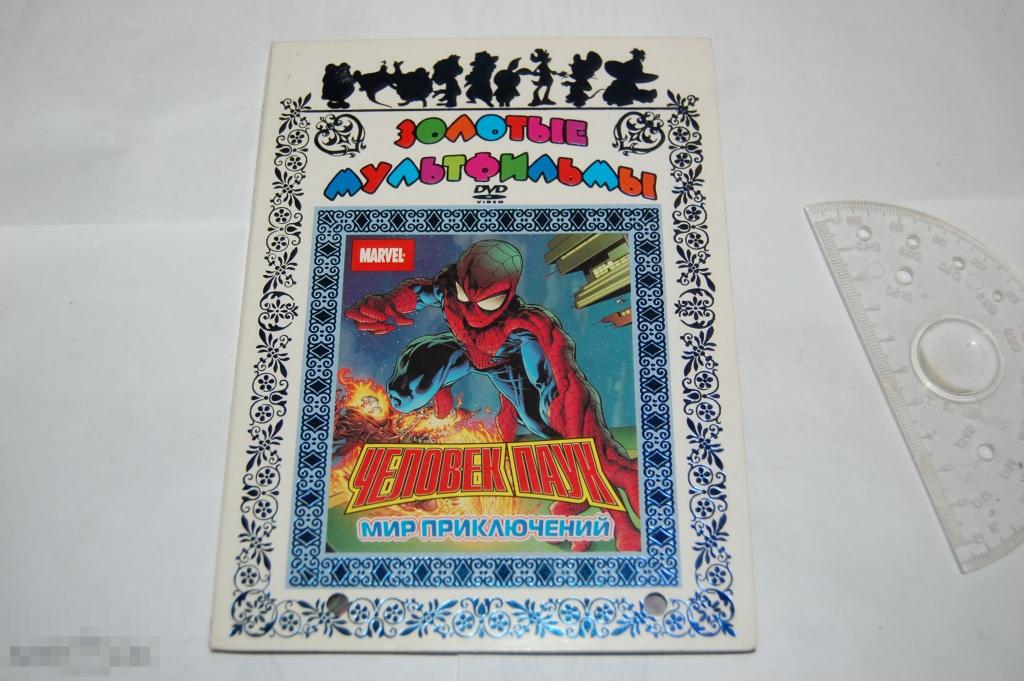 ЗОЛОТЫЕ
МУЛЬТФИЛЬМЫ
DVD
VIDEO
MARVEL
ЧЕЛОВЕК ПАУК
МИР ПРИКЛЮЧЕНИЙ